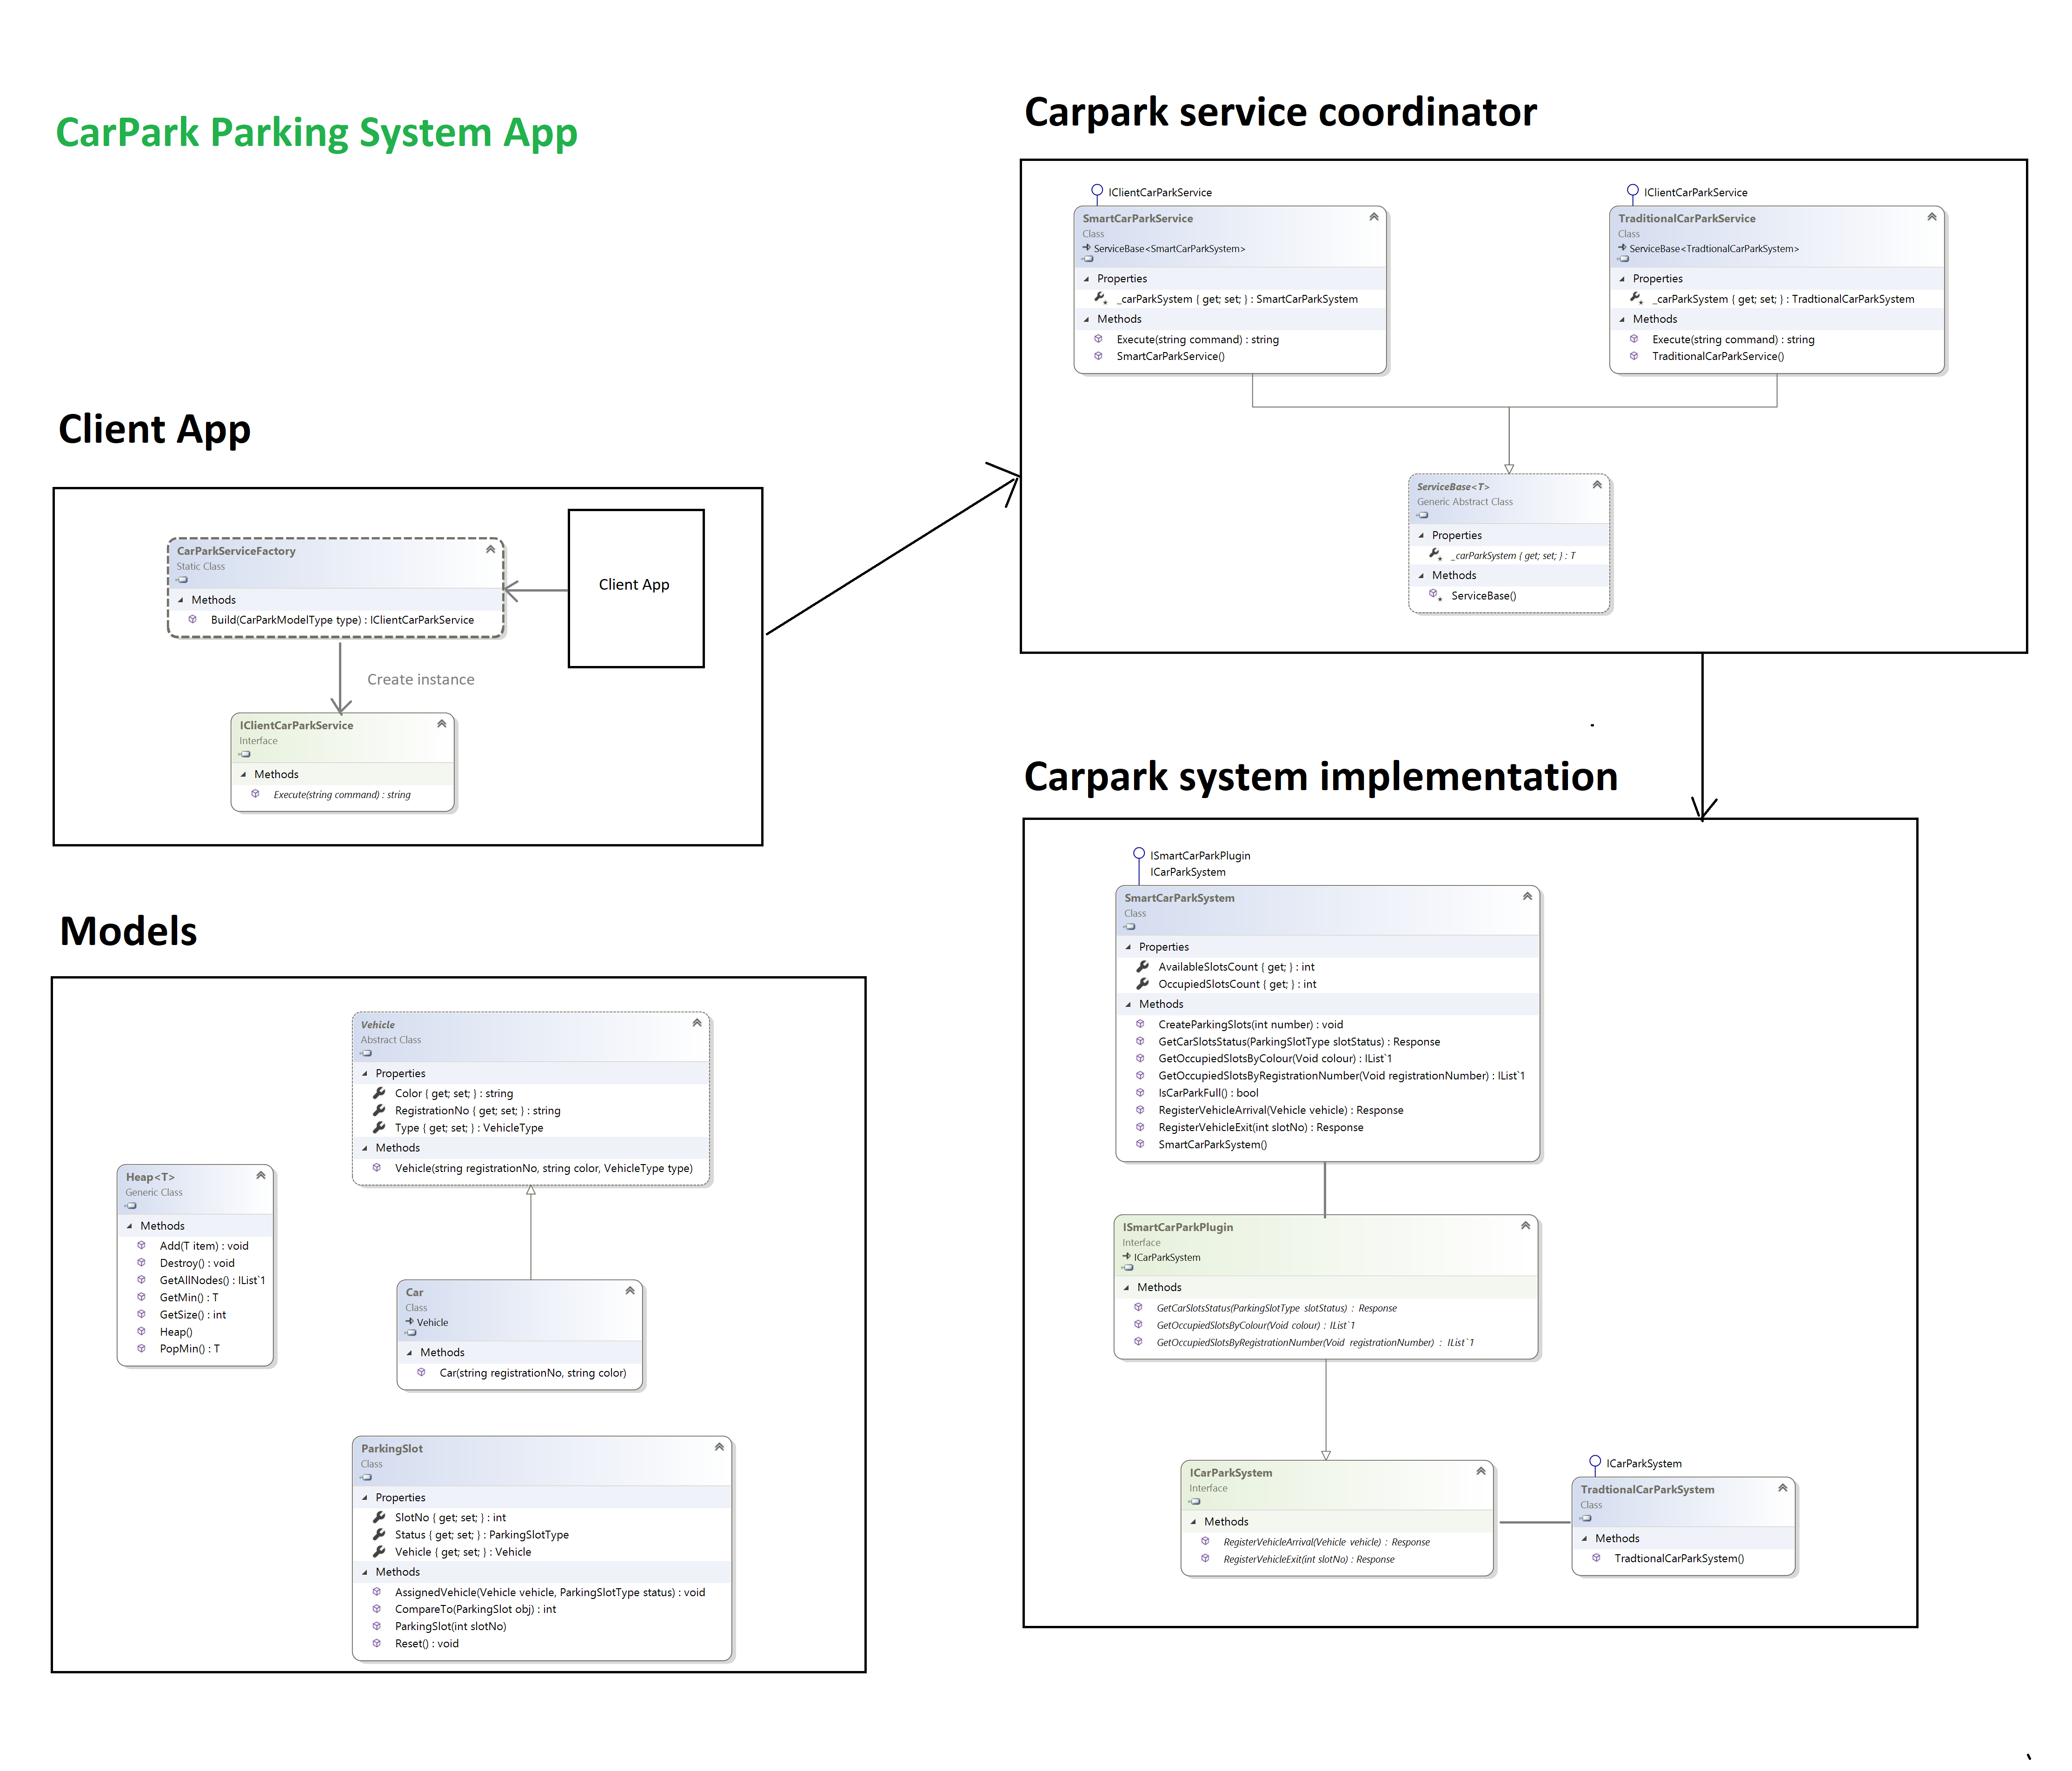 CarPark Parking System App
Client App
CarParkServiceFactory
Static Class
Methods
Build(CarParkModelType type) : IClientCarParkService
Client App
Create instance
IClientCarParkService
Interface
Methods
Execute(string command) : string
Carpark service coordinator
IClientCarParkService
SmartCarParkService
Class
ServiceBase<SmartCarParkSystem>
Properties
_carParkSystem { get; set; } : SmartCarParkSystem
Methods
Execute(string command) : string
SmartCarParkService()
IClientCarParkService
TraditionalCarParkService
Class
ServiceBase<TradtionalCarParkSystem>
Properties
_carParkSystem { get; set; } : TradtionalCarParkSystem
Methods
Execute(string command) : string
TraditionalCarParkService()
ServiceBase<T>
Generic Abstract Class
Properties
_carParkSystem { get; set; } : T
Methods
ServiceBase()
Models
Vehicle
Abstract Class
Properties
Color { get; set; } : string
RegistrationNo { get; set; } : string
Type { get; set; } : VehicleType
Methods
Vehicle(string registrationNo, string color, VehicleType type)
Heap<T>
Generic Class
Methods
Add(T item) : void
Destroy() : void
GetAllNodes() : IList`1
GetMin() : T
GetSize() : int
Heap()
PopMin() : T
Car
Class
Vehicle
Methods
Car(string registrationNo, string color)
ParkingSlot
Class
Properties
SlotNo { get; set; } : int
Status { get; set; } : ParkingSlotType
Vehicle { get; set; } : Vehicle
Methods
AssignedVehicle(Vehicle vehicle, ParkingSlotType status) : void
CompareTo(ParkingSlot obj) : int
ParkingSlot(int slotNo)
Reset() : void
Carpark system implementation
ISmartCarParkPlugin
ICarParkSystem
SmartCarParkSystem
Class
Properties
AvailableSlotsCount { get; } : int
OccupiedSlotsCount { get; } : int
Methods
CreateParkingSlots(int number) : void
GetCarSlotsStatus(ParkingSlotType slotStatus) : Response
GetOccupiedSlotsByColour(Void colour) : IList`1
GetOccupiedSlotsByRegistrationNumber(Void registrationNumber) : IList`1
IsCarParkFull() : bool
RegisterVehicleArrival(Vehicle vehicle) : Response
RegisterVehicleExit(int slotNo) : Response
SmartCarParkSystem()
ISmartCarParkPlugin
Interface
ICarParkSystem
Methods
GetCarSlotsStatus(ParkingSlotType slotStatus) : Response
GetOccupiedSlotsByColour(Void colour) : IList`1
GetOccupiedSlotsByRegistrationNumber(Void registrationNumber) : IList`1
ICarParkSystem
Interface
Methods
RegisterVehicleArrival(Vehicle vehicle) : Response
RegisterVehicleExit(int slotNo) : Response
ICarParkSystem
TradtionalCarParkSystem
Class
Methods
TradtionalCarParkSystem()